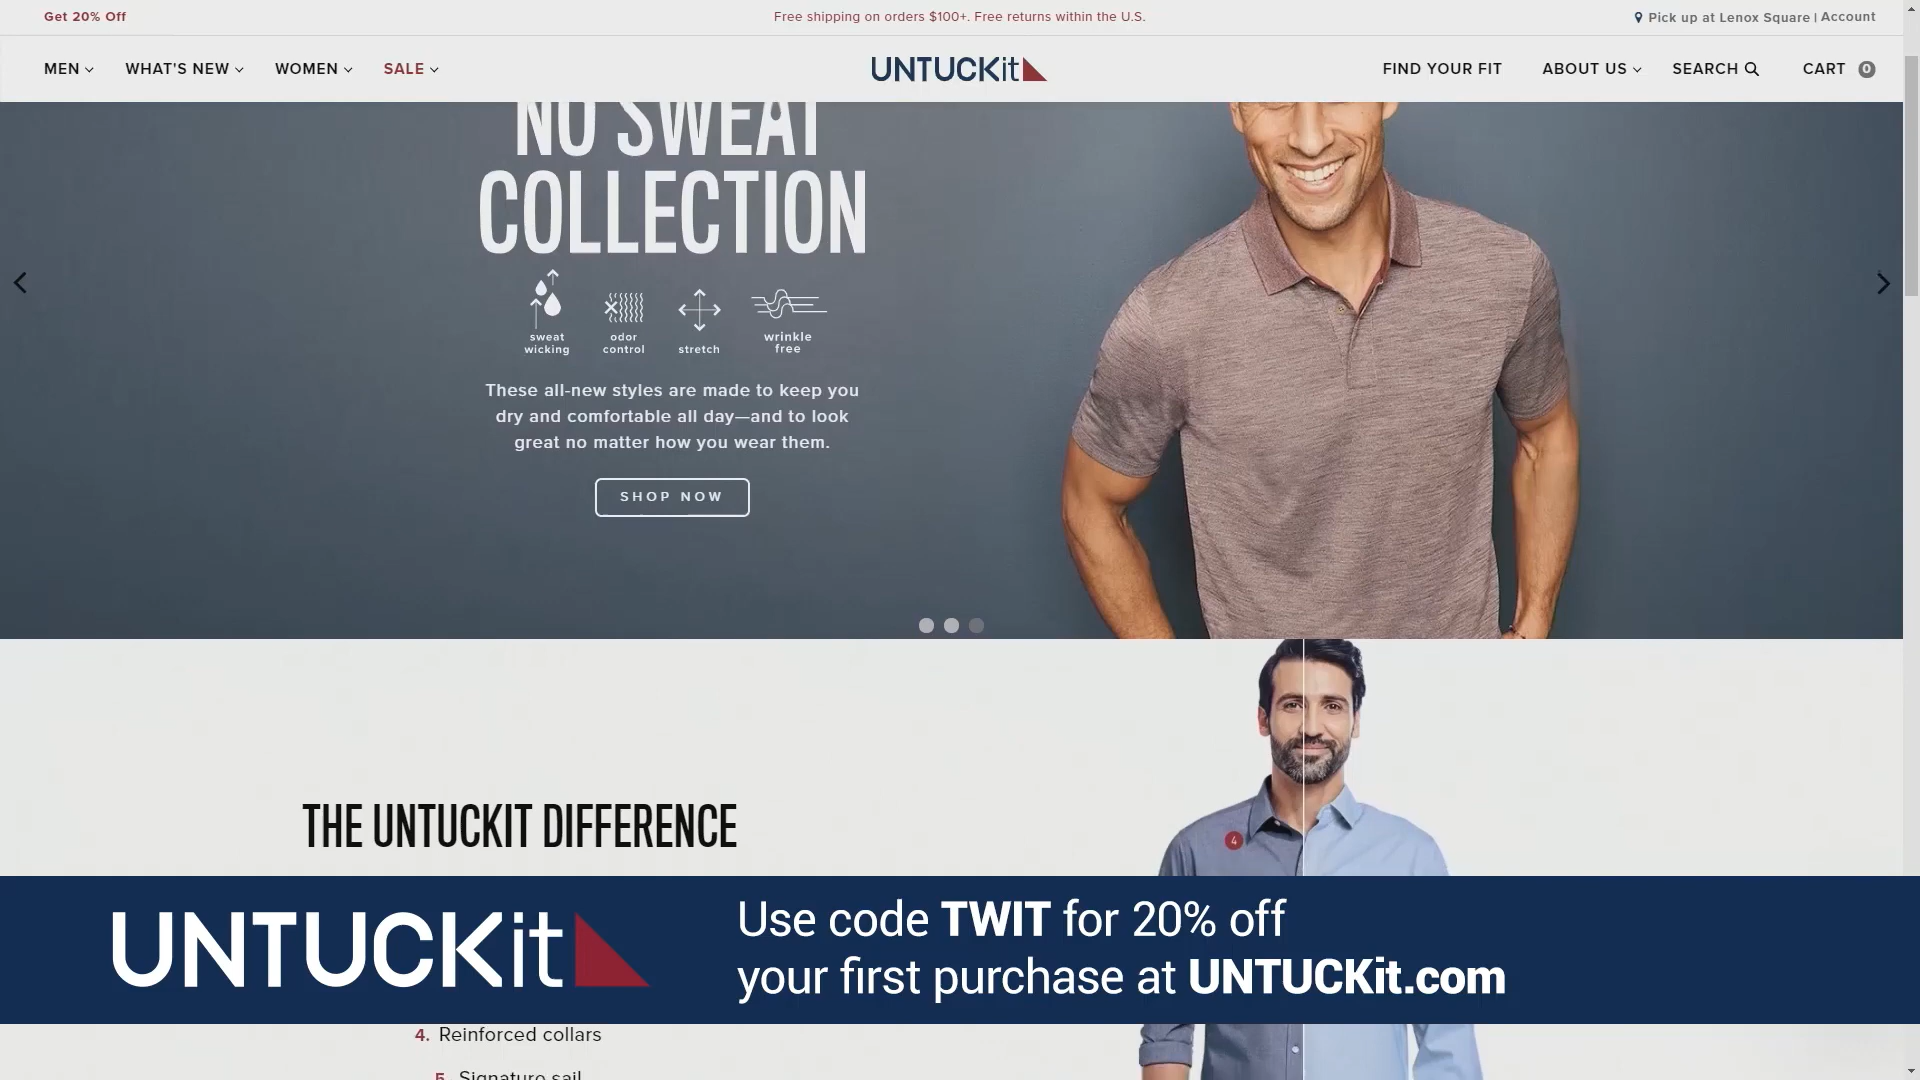 Get 20% Off
Free shipping on orders $100+. Free returns within the U.S.
Pick up at Lenox Square | Account
MEN
WHAT'S NEW
WOMEN
SALE
UNTUCKit
FIND YOUR FIT
ABOUT US
SEARCH
CART 0
NO SWEAT
COLLECTION
sweat
wicking
odor
control
stretch
wrinkle
free
These all-new styles are made to keep you
dry and comfortable all day—and to look
great no matter how you wear them.
SHOP NOW
THE UNTUCKIT DIFFERENCE
4
UNTUCKit
Use code TWIT for 20% off
your first purchase at UNTUCKit.com
4. Reinforced collars
5. Signature sail